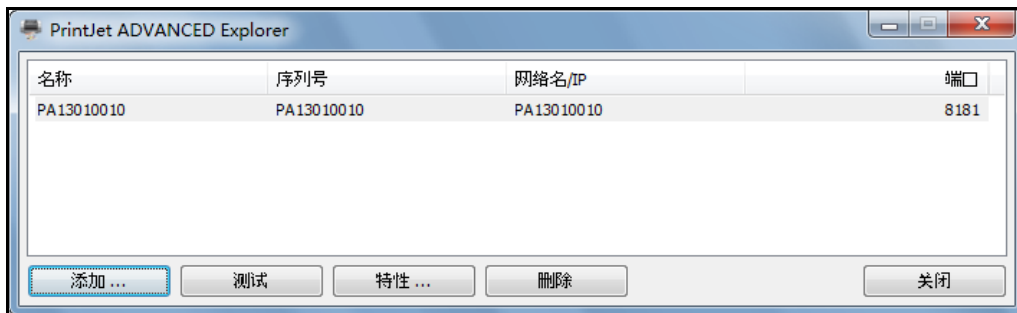 PrintJet ADVANCED Explorer
名称 序列号 网络名/IP 端口
PA13010010 PA13010010 PA13010010 8181
添加 ... 测试 特性 ... 删除 关闭